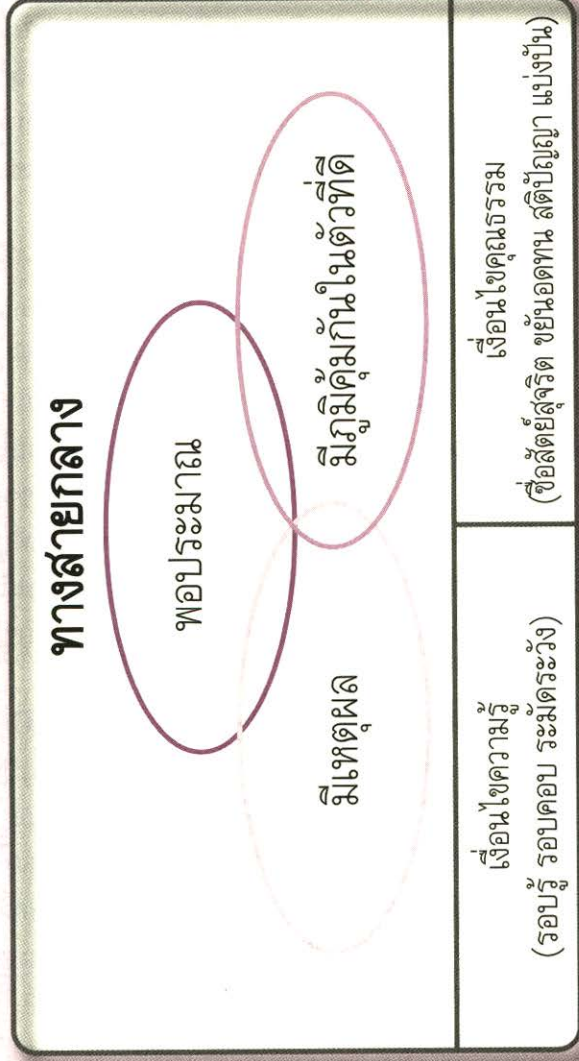 ทางสายกลาง
พอประมาณ
มีเหตุผล
มีภูมิคุ้มกันในตัวที่ดี
เงื่อนไขความรู้
(รอบรู้ รอบคอบ ระมัดระวัง)
เงื่อนไขคุณธรรม
(ซื่อสัตย์สุจริต ขยันอดทน สติปัญญา แบ่งปัน)